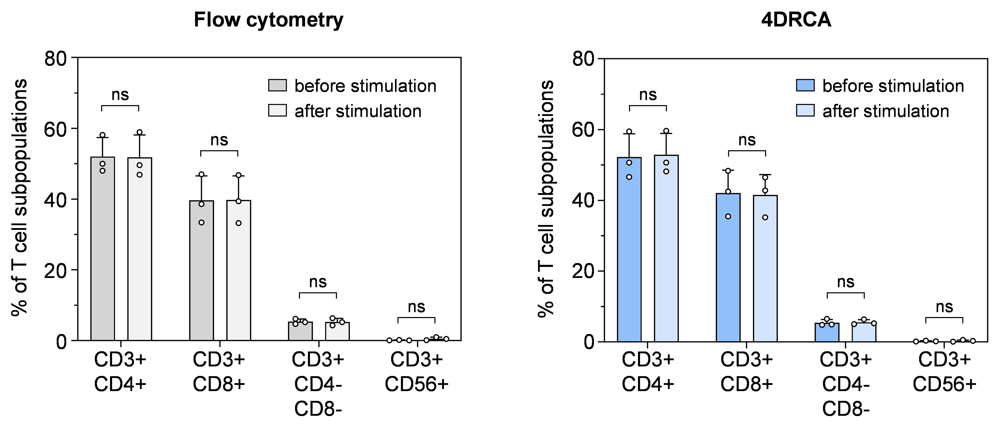 Flow cytometry
% of T cell subpopulations
80
60
40
20
0
before stimulation
after stimulation
ns
ns
ns
ns
CD3+
CD4+
CD3+
CD8+
CD3+
CD4-
CD8-
CD3+
CD56+
4DRCA
% of T cell subpopulations
80
60
40
20
0
before stimulation
after stimulation
ns
ns
ns
ns
CD3+
CD4+
CD3+
CD8+
CD3+
CD4-
CD8-
CD3+
CD56+